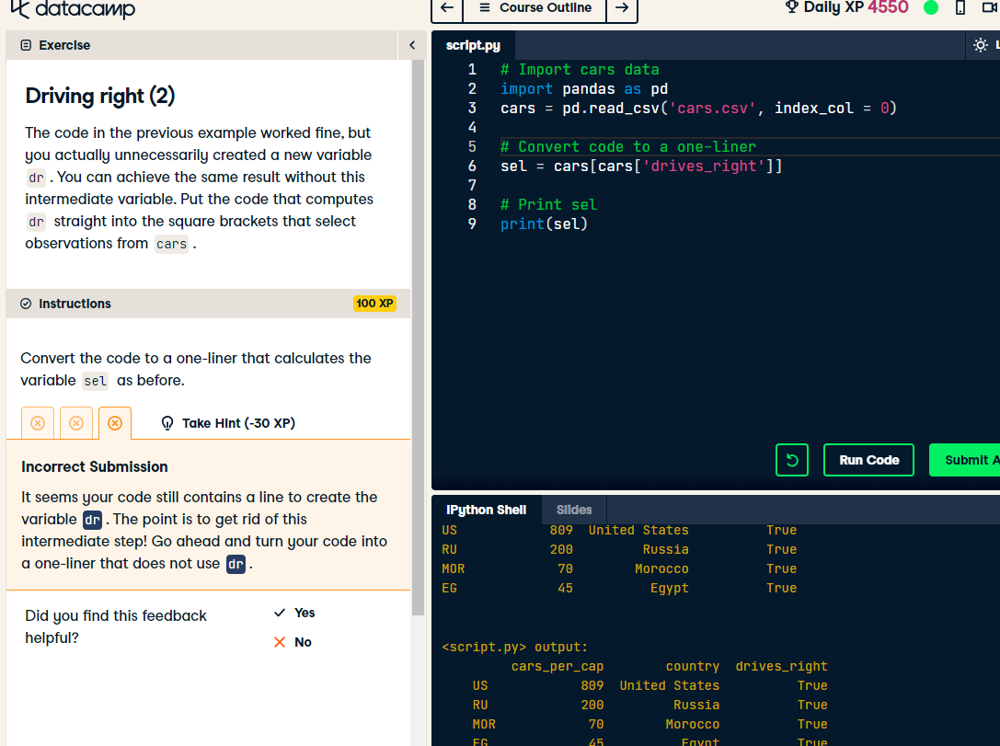 datacamp
Course Outline
Daily XP 4550
Exercise
Driving right (2)
The code in the previous example worked fine, but
you actually unnecessarily created a new variable
dr . You can achieve the same result without this
intermediate variable. Put the code that computes
dr straight into the square brackets that select
observations from cars .
Instructions
100 XP
Convert the code to a one-liner that calculates the
variable sel as before.
Take Hint (-30 XP)
Incorrect Submission
It seems your code still contains a line to create the
variable dr . The point is to get rid of this
intermediate step! Go ahead and turn your code into
a one-liner that does not use dr .
Did you find this feedback
helpful?
Yes
No
script.py
L
1 # Import cars data
2 import pandas as pd
3 cars = pd.read_csv('cars.csv', index_col = 0)
4
5 # Convert code to a one-liner
6 sel = cars[cars['drives_right']]
7
8 # Print sel
9 print(sel)
Run Code
Submit A
IPython Shell
Slides
US 809 United States True
RU 200 Russia True
MOR 70 Morocco True
EG 45 Egypt True
<script.py> output:
cars_per_cap country drives_right
US 809 United States True
RU 200 Russia True
MOR 70 Morocco True
EG 45 Egypt True